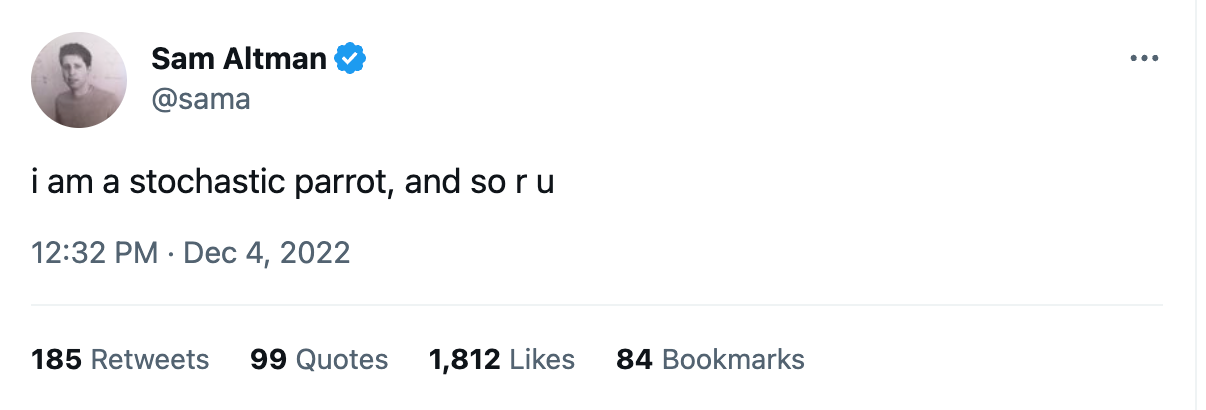 Sam Altman
@sama
i am a stochastic parrot, and so r u
12:32 PM · Dec 4, 2022
185 Retweets 99 Quotes 1,812 Likes 84 Bookmarks